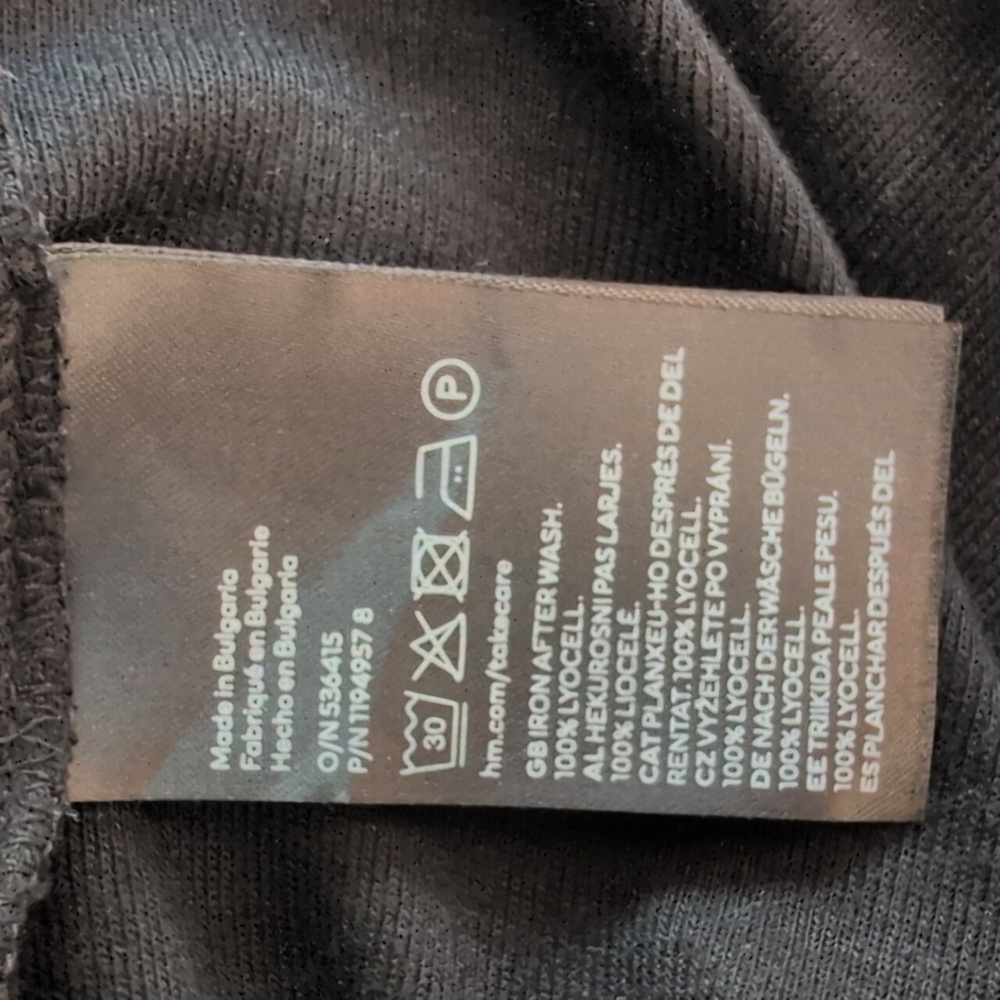 Made in Bulgaria
Fabriqué en Bulgarie
Hecho en Bulgaria
O/N 536415
P/N 1194957 8
30 P
hm.com/takecare
GB IRON AFTER WASH.
100% LYOCELL.
AL HEKUROSNI PAS LARJES.
100% LIOCELĖ.
CAT PLANXEU-HO DESPRÉS DE DEL
RENTAT. 100% LYOCELL.
CZ VYŽEHLETE PO VYPRÁNÍ.
100% LYOCELL.
DE NACH DER WÄSCHE BÜGELN.
100% LYOCELL.
EE TRIIKIDA PEALE PESU.
100% LYOCELL.
ES PLANCHAR DESPUÉS DEL